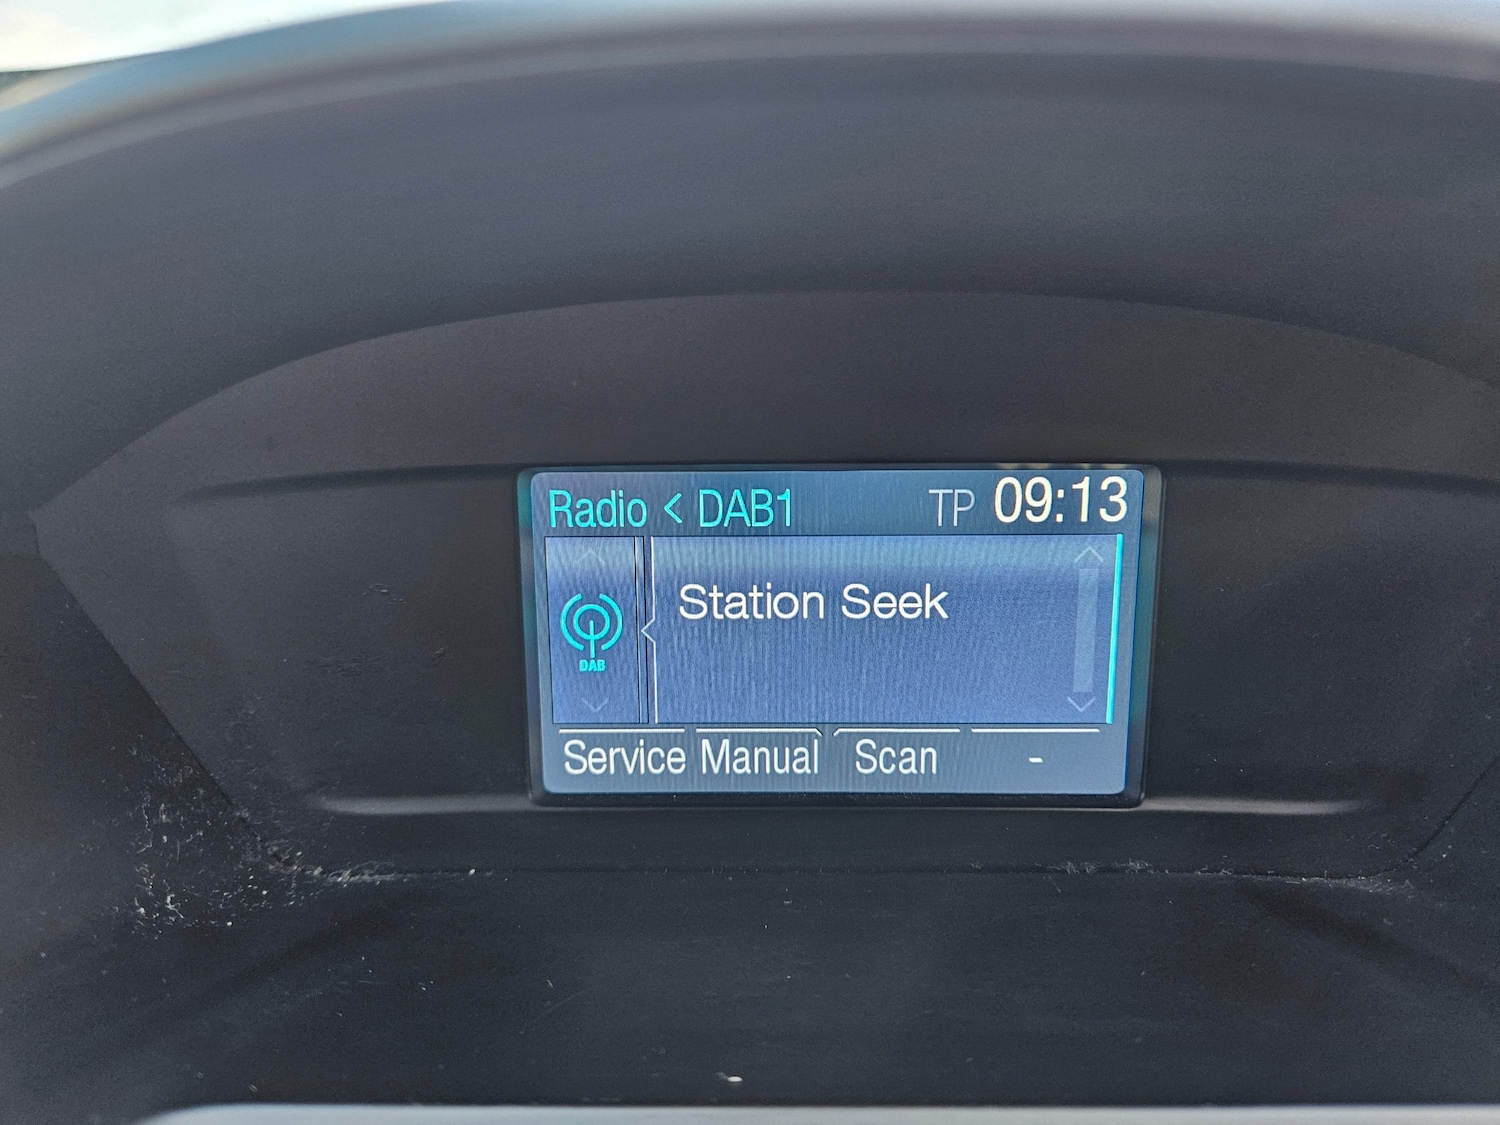 Radio < DAB1 TP 09:13
Station Seek
DAB
Service Manual Scan -